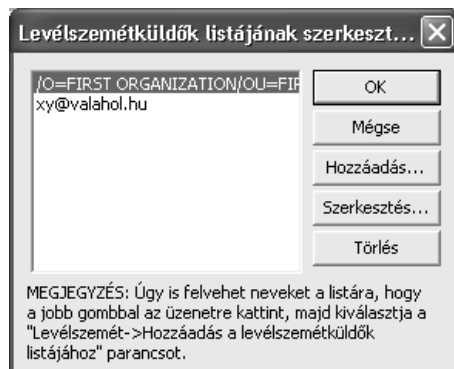 Levélszemétküldők listájának szerkeszt...
/O=FIRST ORGANIZATION/OU=FIR
xy@valahol.hu
OK
Mégse
Hozzáadás...
Szerkesztés...
Törlés
MEGJEGYZÉS: Úgy is felvehet neveket a listára, hogy
a jobb gombbal az üzenetre kattint, majd kiválasztja a
"Levélszemét->Hozzáadás a levélszemétküldők
listájához" parancsot.